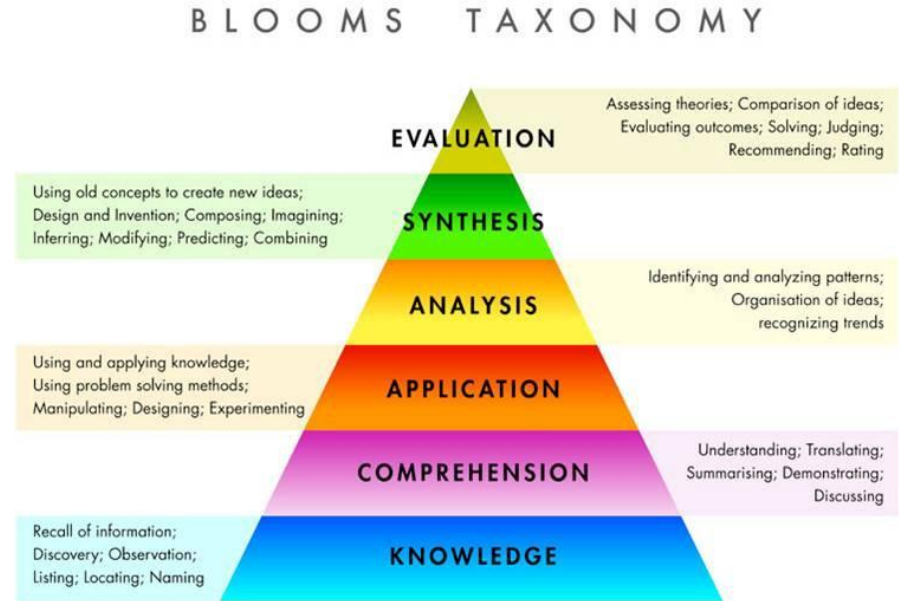 BLOOMS TAXONOMY
EVALUATION
Assessing theories; Comparison of ideas;
Evaluating outcomes; Solving; Judging;
Recommending; Rating
Using old concepts to create new ideas;
Design and Invention; Composing; Imagining;
Inferring; Modifying; Predicting; Combining
SYNTHESIS
ANALYSIS
Identifying and analyzing patterns;
Organisation of ideas;
recognizing trends
Using and applying knowledge;
Using problem solving methods;
Manipulating; Designing; Experimenting
APPLICATION
COMPREHENSION
Understanding; Translating;
Summarising; Demonstrating;
Discussing
Recall of information;
Discovery; Observation;
Listing; Locating; Naming
KNOWLEDGE